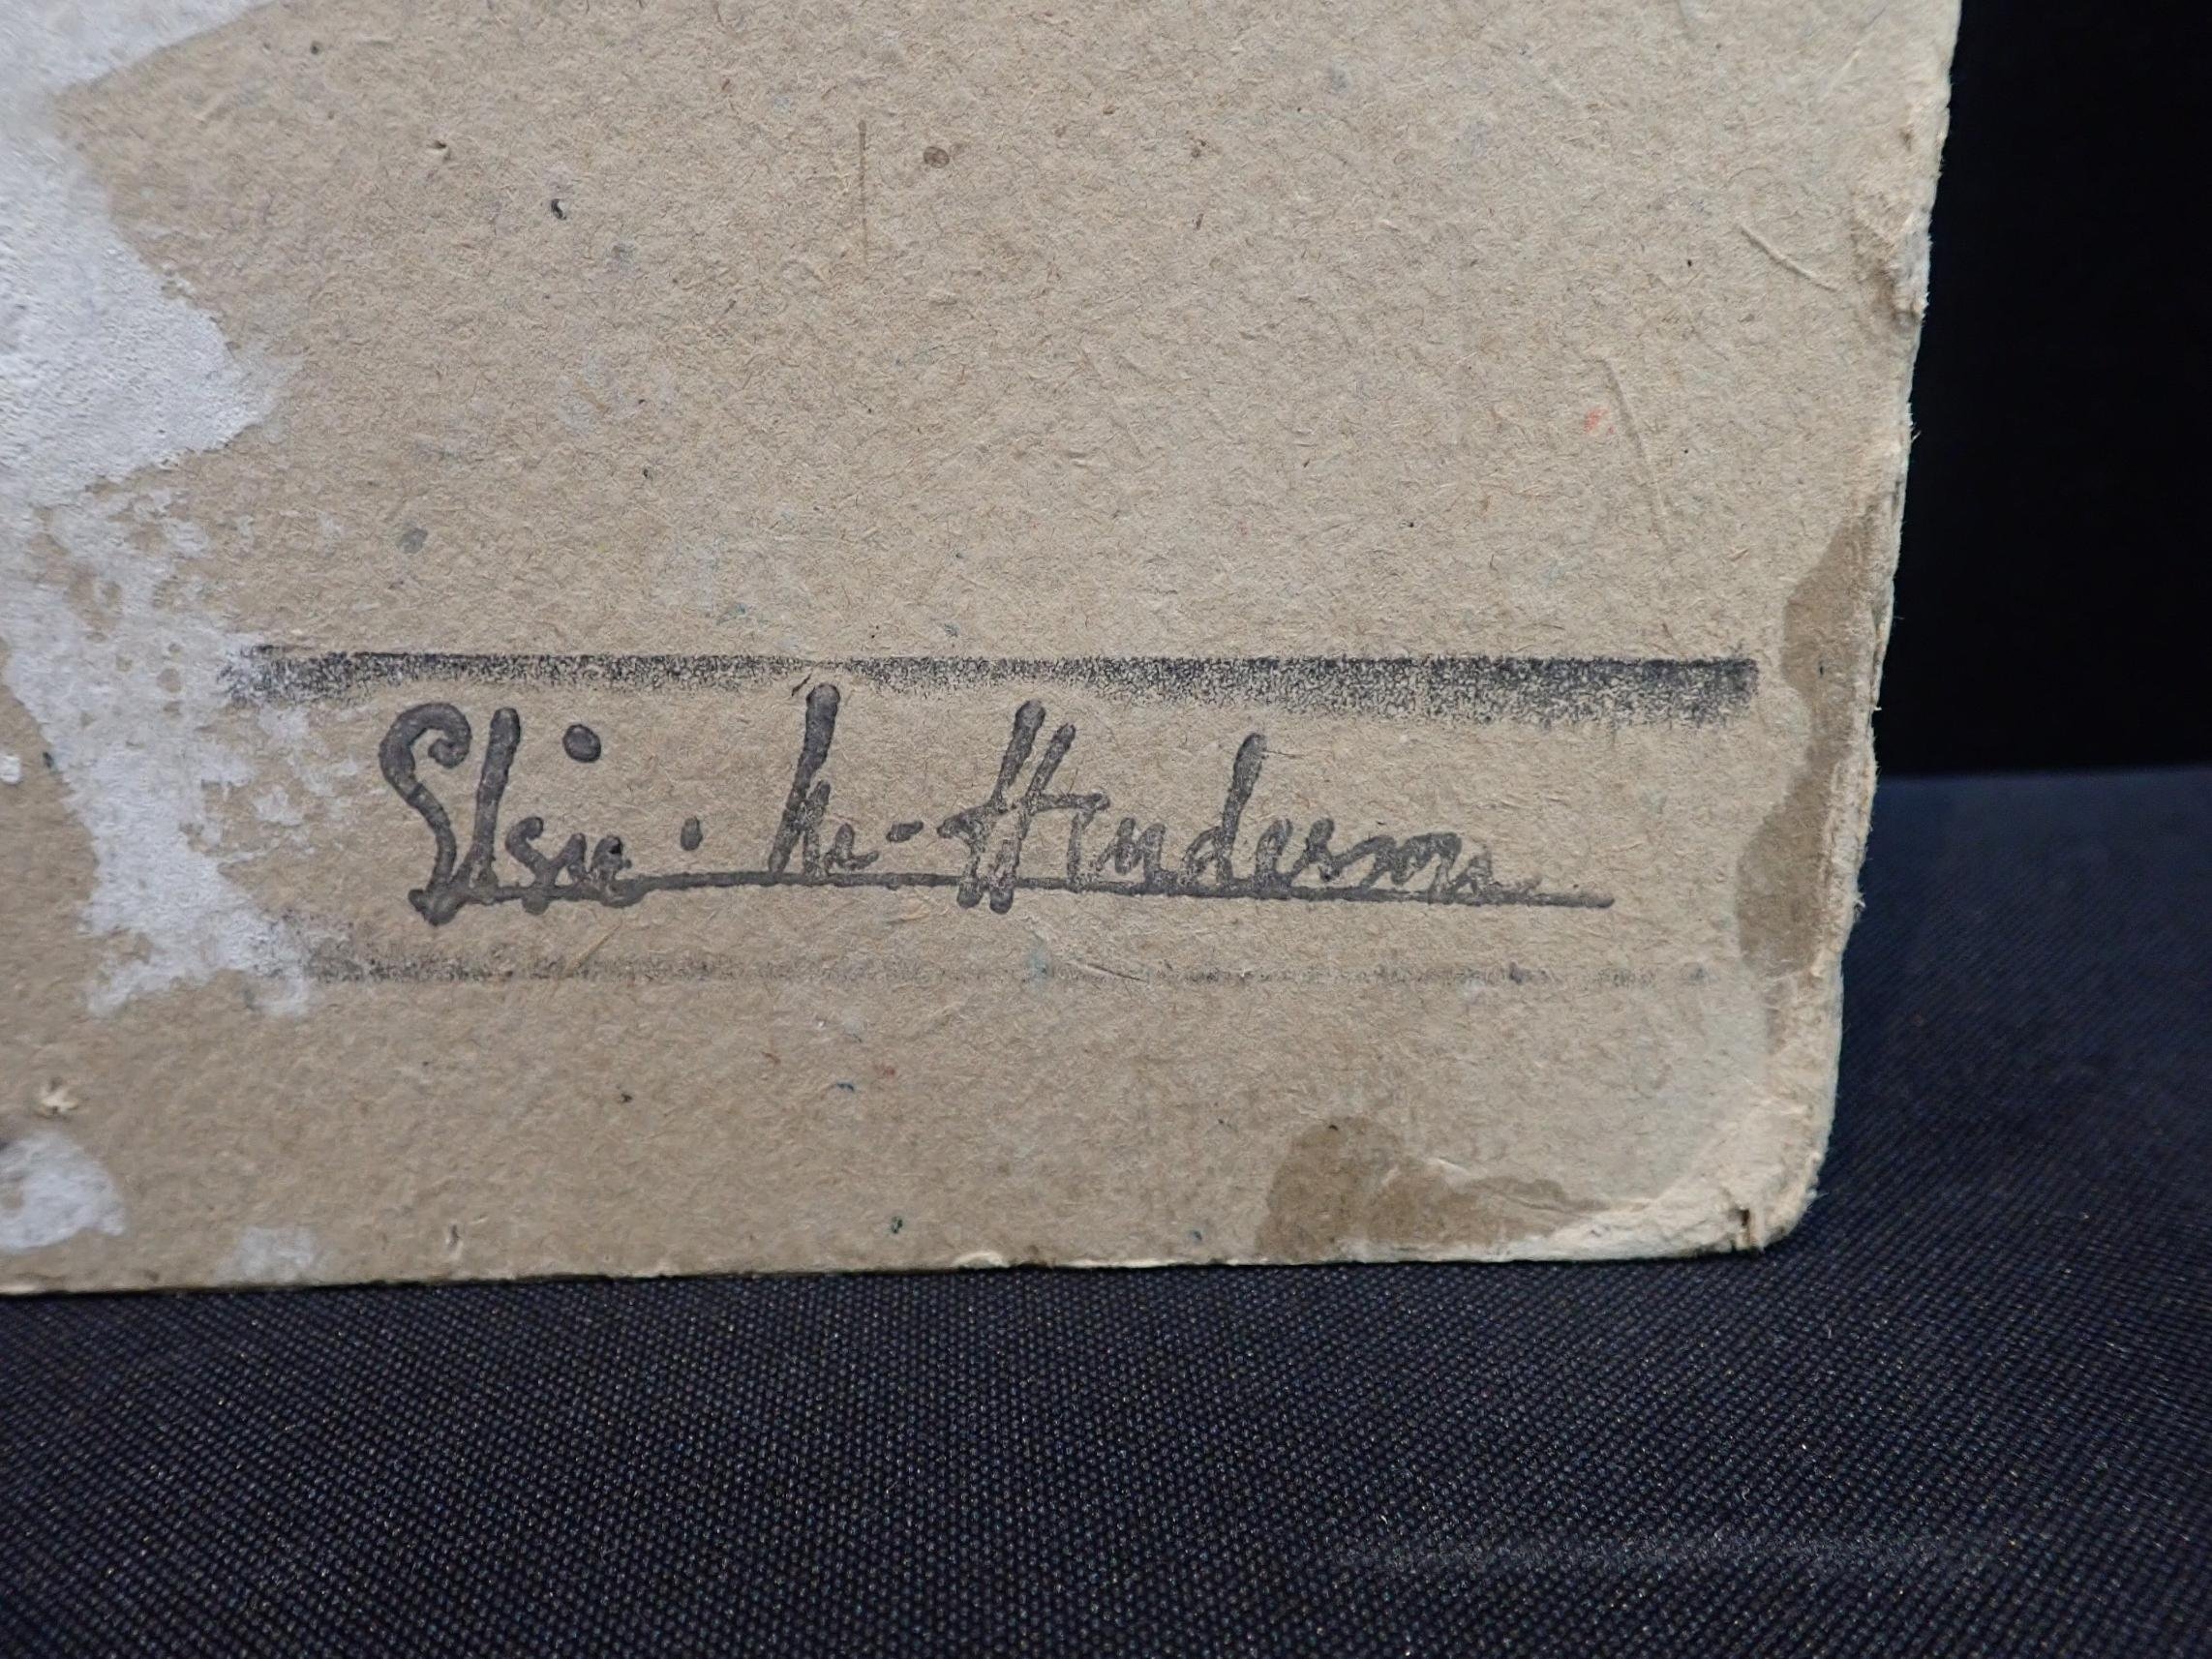 Elsie · M - Henderson